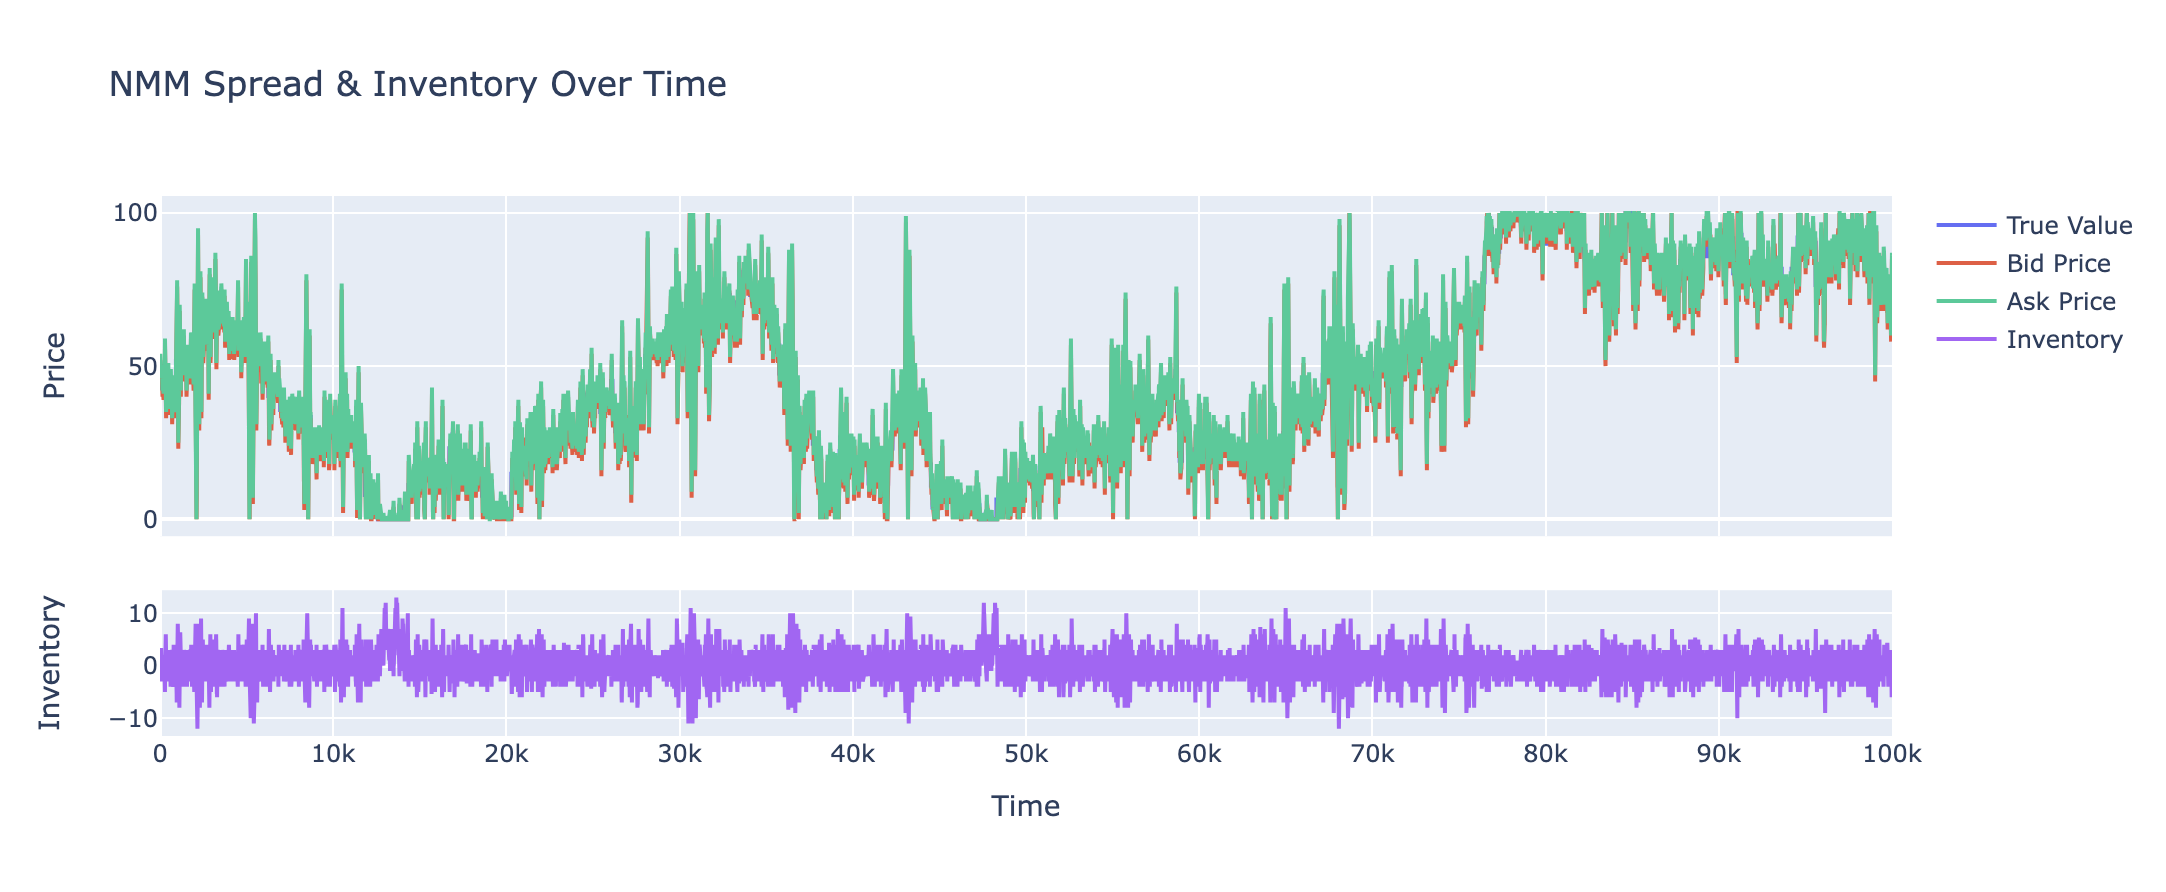 NMM Spread & Inventory Over Time
Price
100
50
0
True Value
Bid Price
Ask Price
Inventory
Inventory
10
0
−10
0 10k 20k 30k 40k 50k 60k 70k 80k 90k 100k
Time